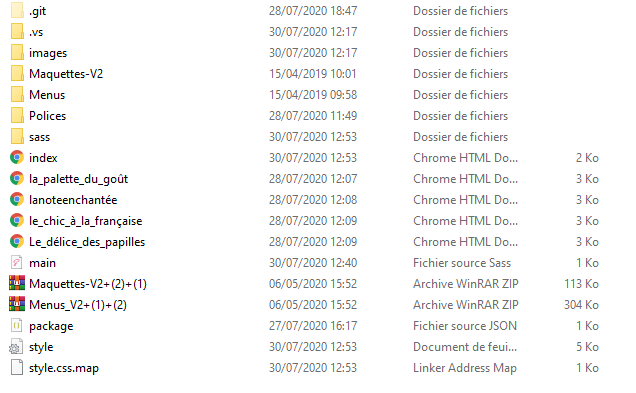 .git 28/07/2020 18:47 Dossier de fichiers
.vs 30/07/2020 12:17 Dossier de fichiers
images 30/07/2020 12:17 Dossier de fichiers
Maquettes-V2 15/04/2019 10:01 Dossier de fichiers
Menus 15/04/2019 09:58 Dossier de fichiers
Polices 28/07/2020 11:49 Dossier de fichiers
sass 30/07/2020 12:53 Dossier de fichiers
index 30/07/2020 12:53 Chrome HTML Do... 2 Ko
la_palette_du_goût 28/07/2020 12:07 Chrome HTML Do... 3 Ko
lanoteenchantée 28/07/2020 12:08 Chrome HTML Do... 3 Ko
le_chic_à_la_française 28/07/2020 12:09 Chrome HTML Do... 3 Ko
Le_délice_des_papilles 28/07/2020 12:09 Chrome HTML Do... 3 Ko
main 30/07/2020 12:40 Fichier source Sass 1 Ko
Maquettes-V2+(2)+(1) 06/05/2020 15:52 Archive WinRAR ZIP 113 Ko
Menus_V2+(1)+(2) 06/05/2020 15:52 Archive WinRAR ZIP 304 Ko
package 27/07/2020 16:17 Fichier source JSON 1 Ko
style 30/07/2020 12:53 Document de feui... 5 Ko
style.css.map 30/07/2020 12:53 Linker Address Map 1 Ko